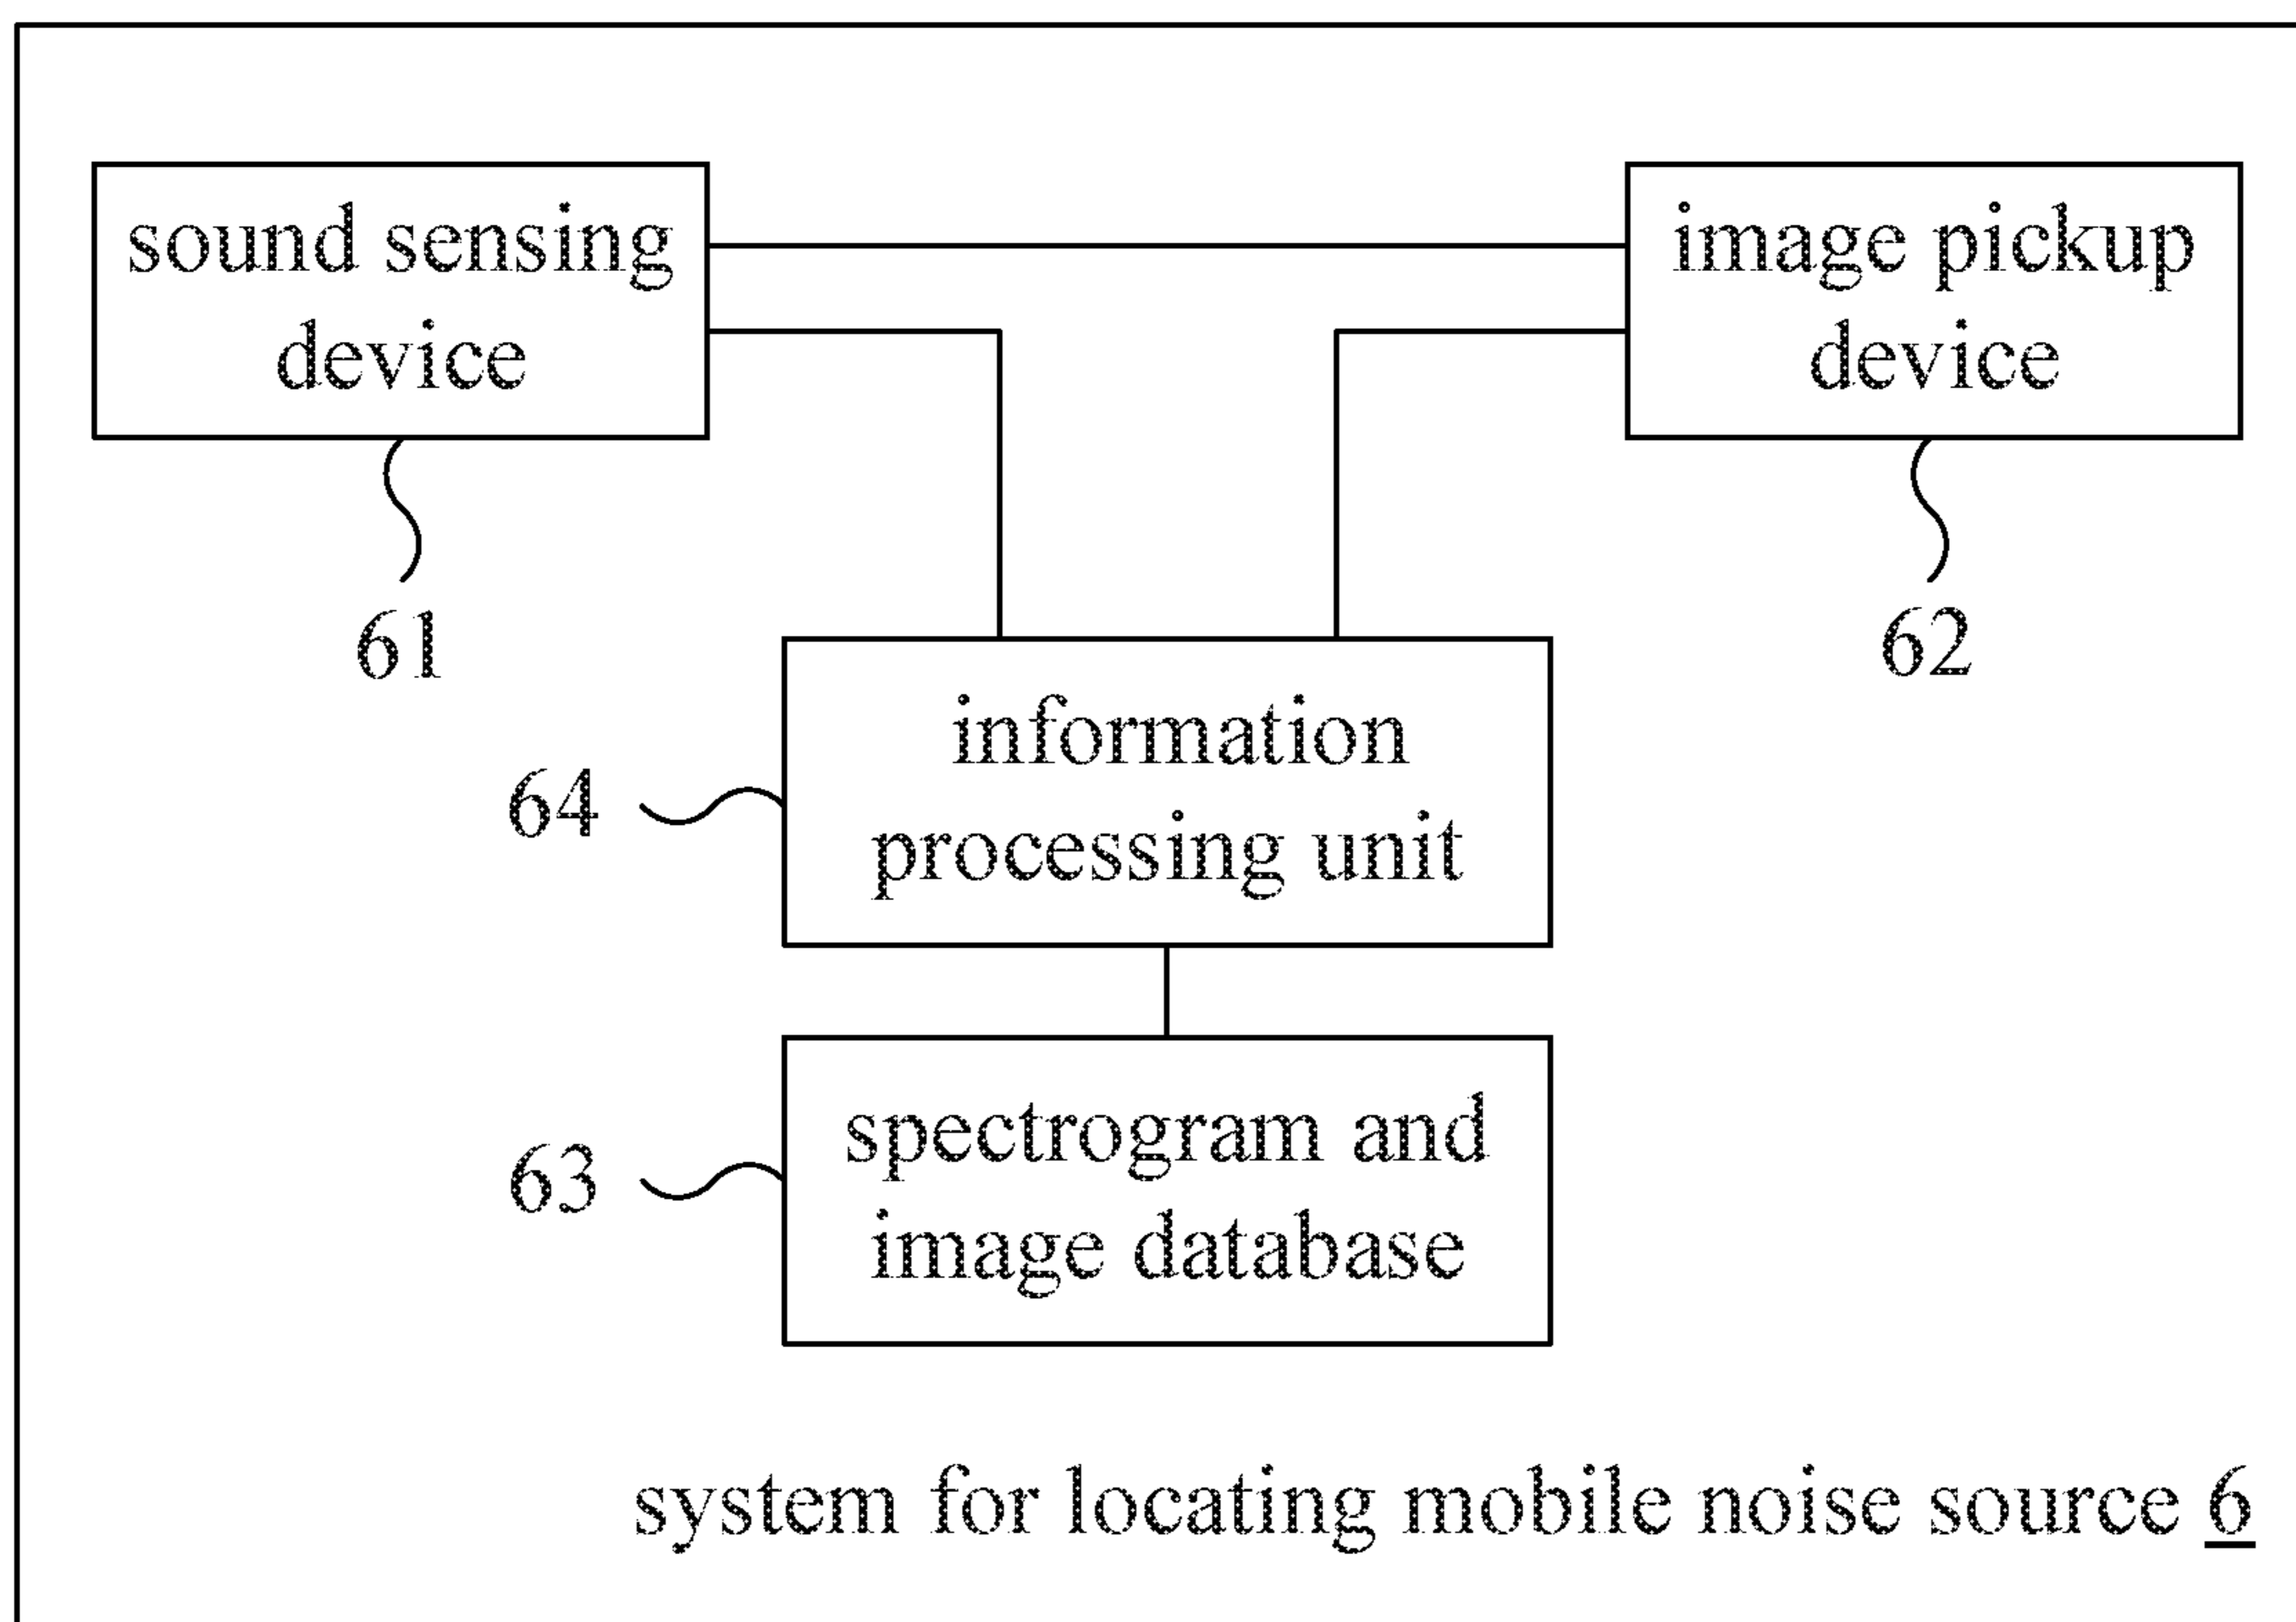 sound sensing
device
image pickup
device
61
62
information
processing unit
64
spectrogram and
image database
63
system for locating mobile noise source 6